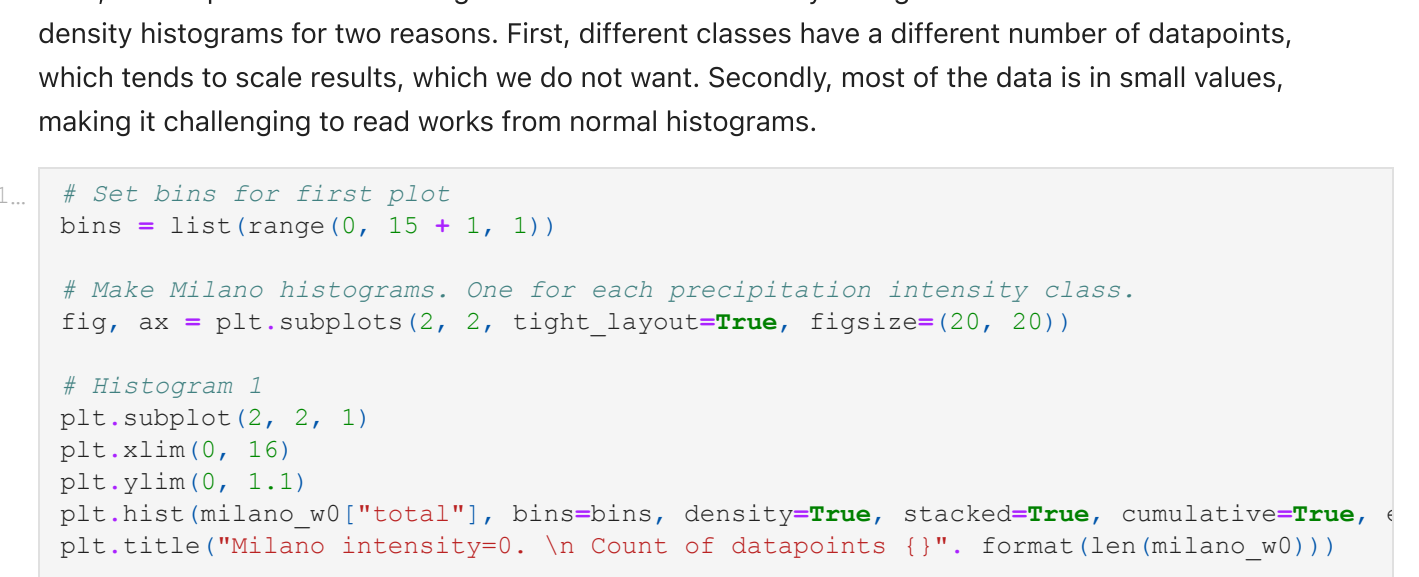 density histograms for two reasons. First, different classes have a different number of datapoints,
which tends to scale results, which we do not want. Secondly, most of the data is in small values,
making it challenging to read works from normal histograms.
# Set bins for first plot
bins = list(range(0, 15 + 1, 1))
# Make Milano histograms. One for each precipitation intensity class.
fig, ax = plt.subplots(2, 2, tight_layout=True, figsize=(20, 20))
# Histogram 1
plt.subplot(2, 2, 1)
plt.xlim(0, 16)
plt.ylim(0, 1.1)
plt.hist(milano_w0["total"], bins=bins, density=True, stacked=True, cumulative=True,
plt.title("Milano intensity=0. \n Count of datapoints {}". format(len(milano_w0)))